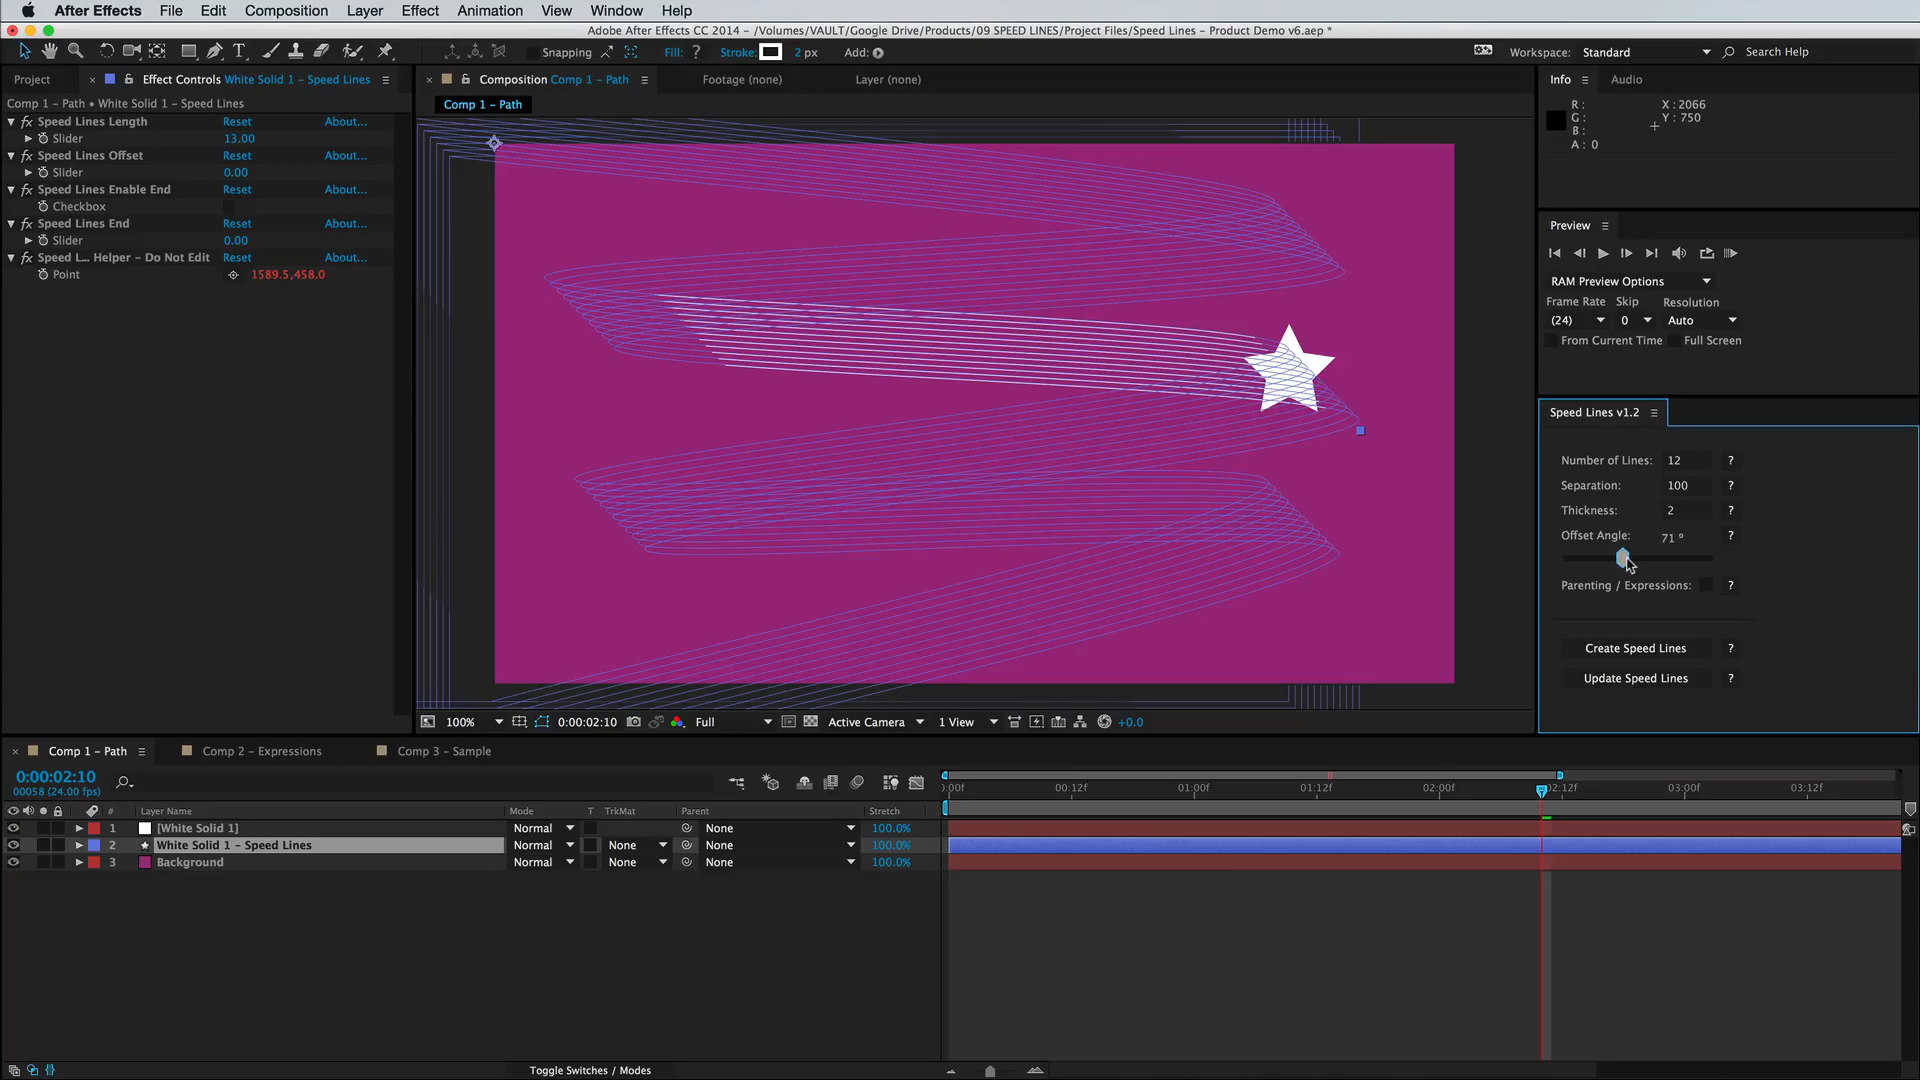 After Effects File Edit Composition Layer Effect Animation View Window Help
Adobe After Effects CC 2014 - /Volumes/VAULT/Google Drive/Products/09 SPEED LINES/Project Files/Speed Lines - Product Demo v6.aep *
T Snapping Fill: ? Stroke: 2 px Add: Workspace: Standard Search Help
Project × Effect Controls White Solid 1 - Speed Lines
Comp 1 - Path • White Solid 1 - Speed Lines
fx Speed Lines Length Reset About...
Slider 13.00
fx Speed Lines Offset Reset About...
Slider 0.00
fx Speed Lines Enable End Reset About...
Checkbox
fx Speed Lines End Reset About...
Slider 0.00
fx Speed L... Helper - Do Not Edit Reset About...
Point 1589.5,458.0
× Composition Comp 1 - Path Footage (none) Layer (none)
Comp 1 - Path
100% 0:00:02:10 Full Active Camera 1 View +0.0
Info Audio
R: X: 2066
G: Y: 750
B:
A: 0
Preview
RAM Preview Options
Frame Rate Skip Resolution
(24) 0 Auto
From Current Time Full Screen
Speed Lines v1.2
Number of Lines: 12 ?
Separation: 100 ?
Thickness: 2 ?
Offset Angle: 71 ° ?
Parenting / Expressions: ?
Create Speed Lines ?
Update Speed Lines ?
× Comp 1 - Path Comp 2 - Expressions Comp 3 - Sample
0:00:02:10
00058 (24.00 fps)
:00f 00:12f 01:00f 01:12f 02:00f 02:12f 03:00f 03:12f
# Layer Name Mode T TrkMat Parent Stretch
1 [White Solid 1] Normal None 100.0%
2 White Solid 1 - Speed Lines Normal None None 100.0%
3 Background Normal None None 100.0%
Toggle Switches / Modes